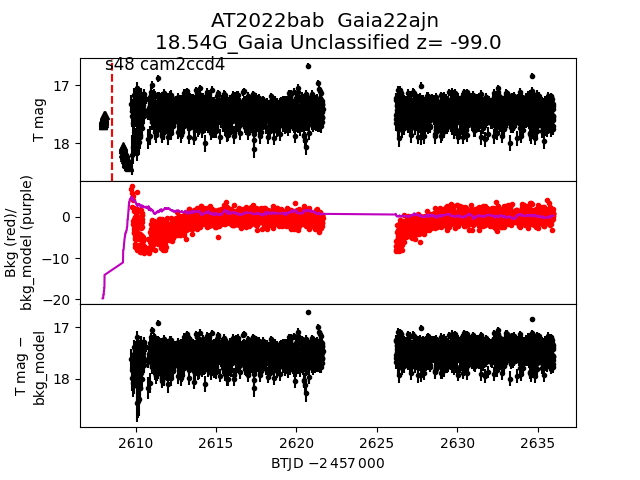 AT2022bab  Gaia22ajn
18.54G_Gaia Unclassified z= -99.0
s48 cam2ccd4
17
18
T mag
0
−10
−20
Bkg (red)/
bkg_model (purple)
17
18
T mag −
bkg_model
2610 2615 2620 2625 2630 2635
BTJD −2 457 000